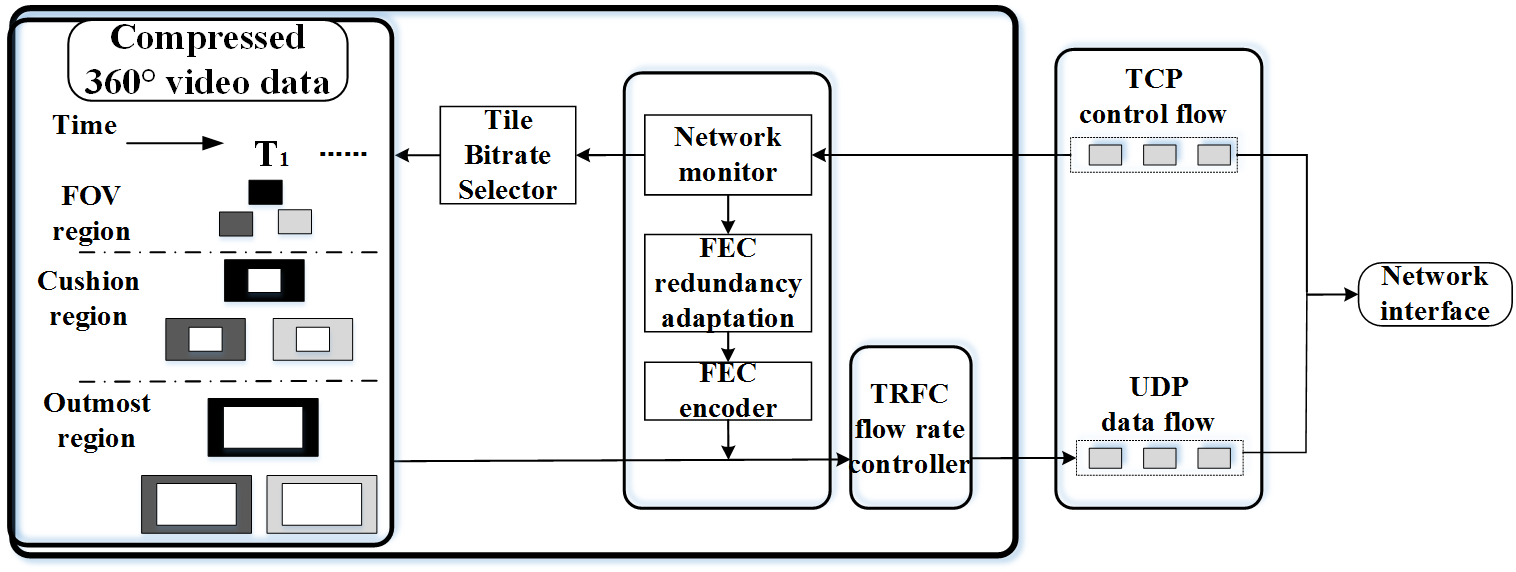 Compressed
360° video data
Time
T1 ......
FOV
region
Cushion
region
Outmost
region
Tile
Bitrate
Selector
Network
monitor
FEC
redundancy
adaptation
FEC
encoder
TRFC
flow rate
controller
TCP
control flow
UDP
data flow
Network
interface